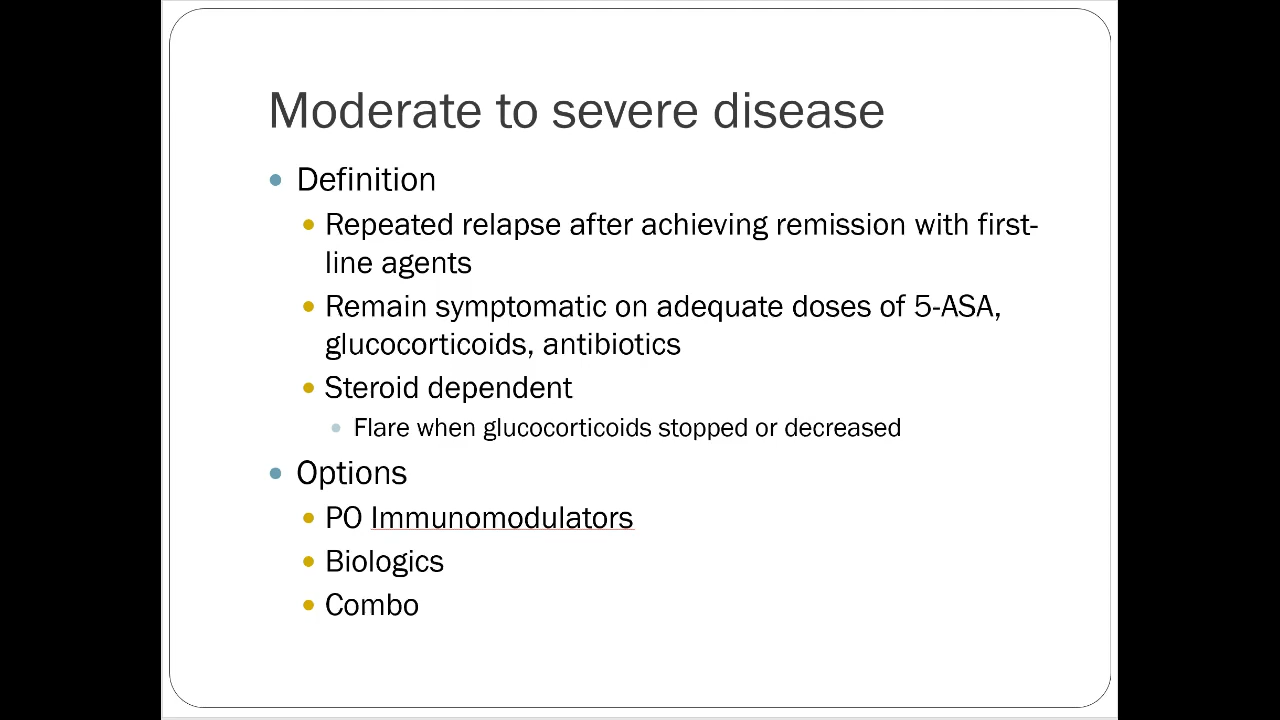 Moderate to severe disease
Definition
Repeated relapse after achieving remission with first-
line agents
Remain symptomatic on adequate doses of 5-ASA,
glucocorticoids, antibiotics
Steroid dependent
Flare when glucocorticoids stopped or decreased
Options
PO Immunomodulators
Biologics
Combo